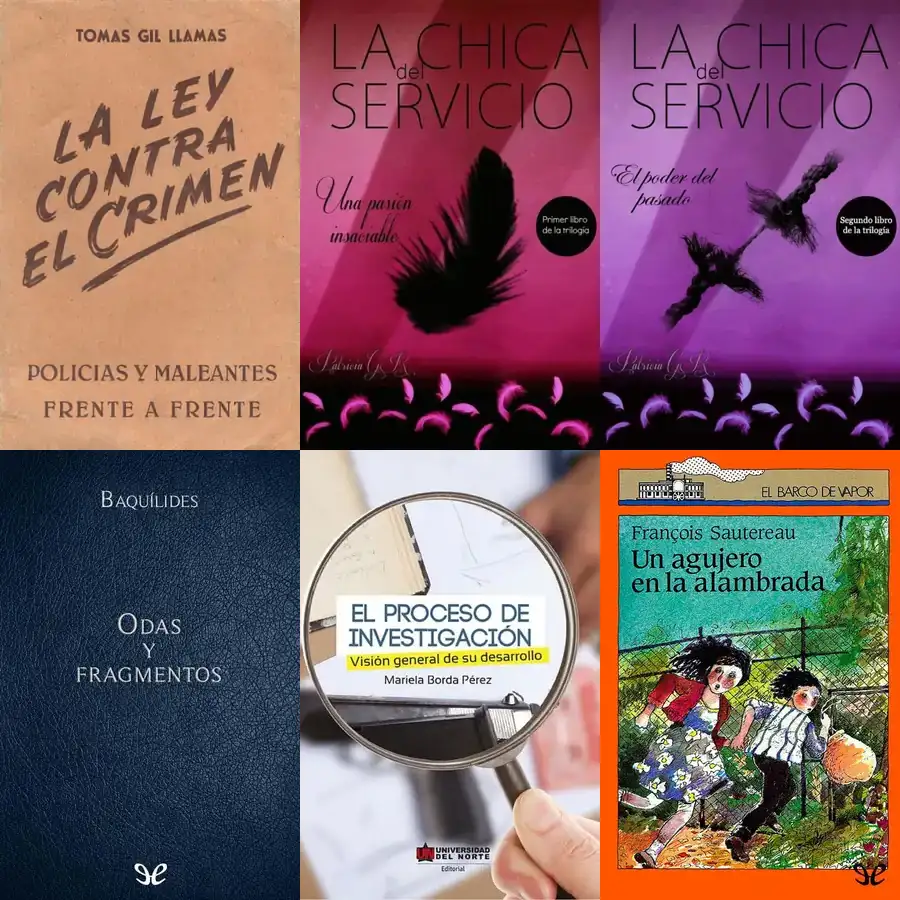 TOMAS GIL LLAMAS
LA LEY
CONTRA
EL CRIMEN
POLICIAS Y MALEANTES
FRENTE A FRENTE
LA CHICA
del
SERVICIO
Una pasión
insaciable
Primer libro
de la trilogía
Patricia G. R.
LA CHICA
del
SERVICIO
El poder del
pasado
Segundo libro
de la trilogía
Patricia G. R.
BAQUÍLIDES
ODAS
Y
FRAGMENTOS
EL PROCESO DE
INVESTIGACIÓN
Visión general de su desarrollo
Mariela Borda Pérez
UN UNIVERSIDAD
DEL NORTE
Editorial
EL BARCO DE VAPOR
François Sautereau
Un agujero
en la alambrada